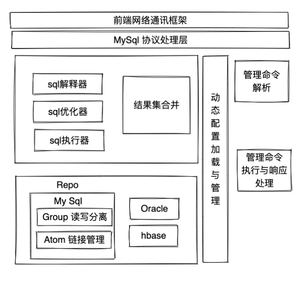 前端网络通讯框架
MySql 协议处理层
sql解释器
sql优化器
sql执行器
结果集合并
动
态
配
置
加
载
与
管
理
管理命令
解析
管理命令
执行与响应
处理
Repo
My Sql
Group 读写分离
Atom 链接管理
Oracle
hbase